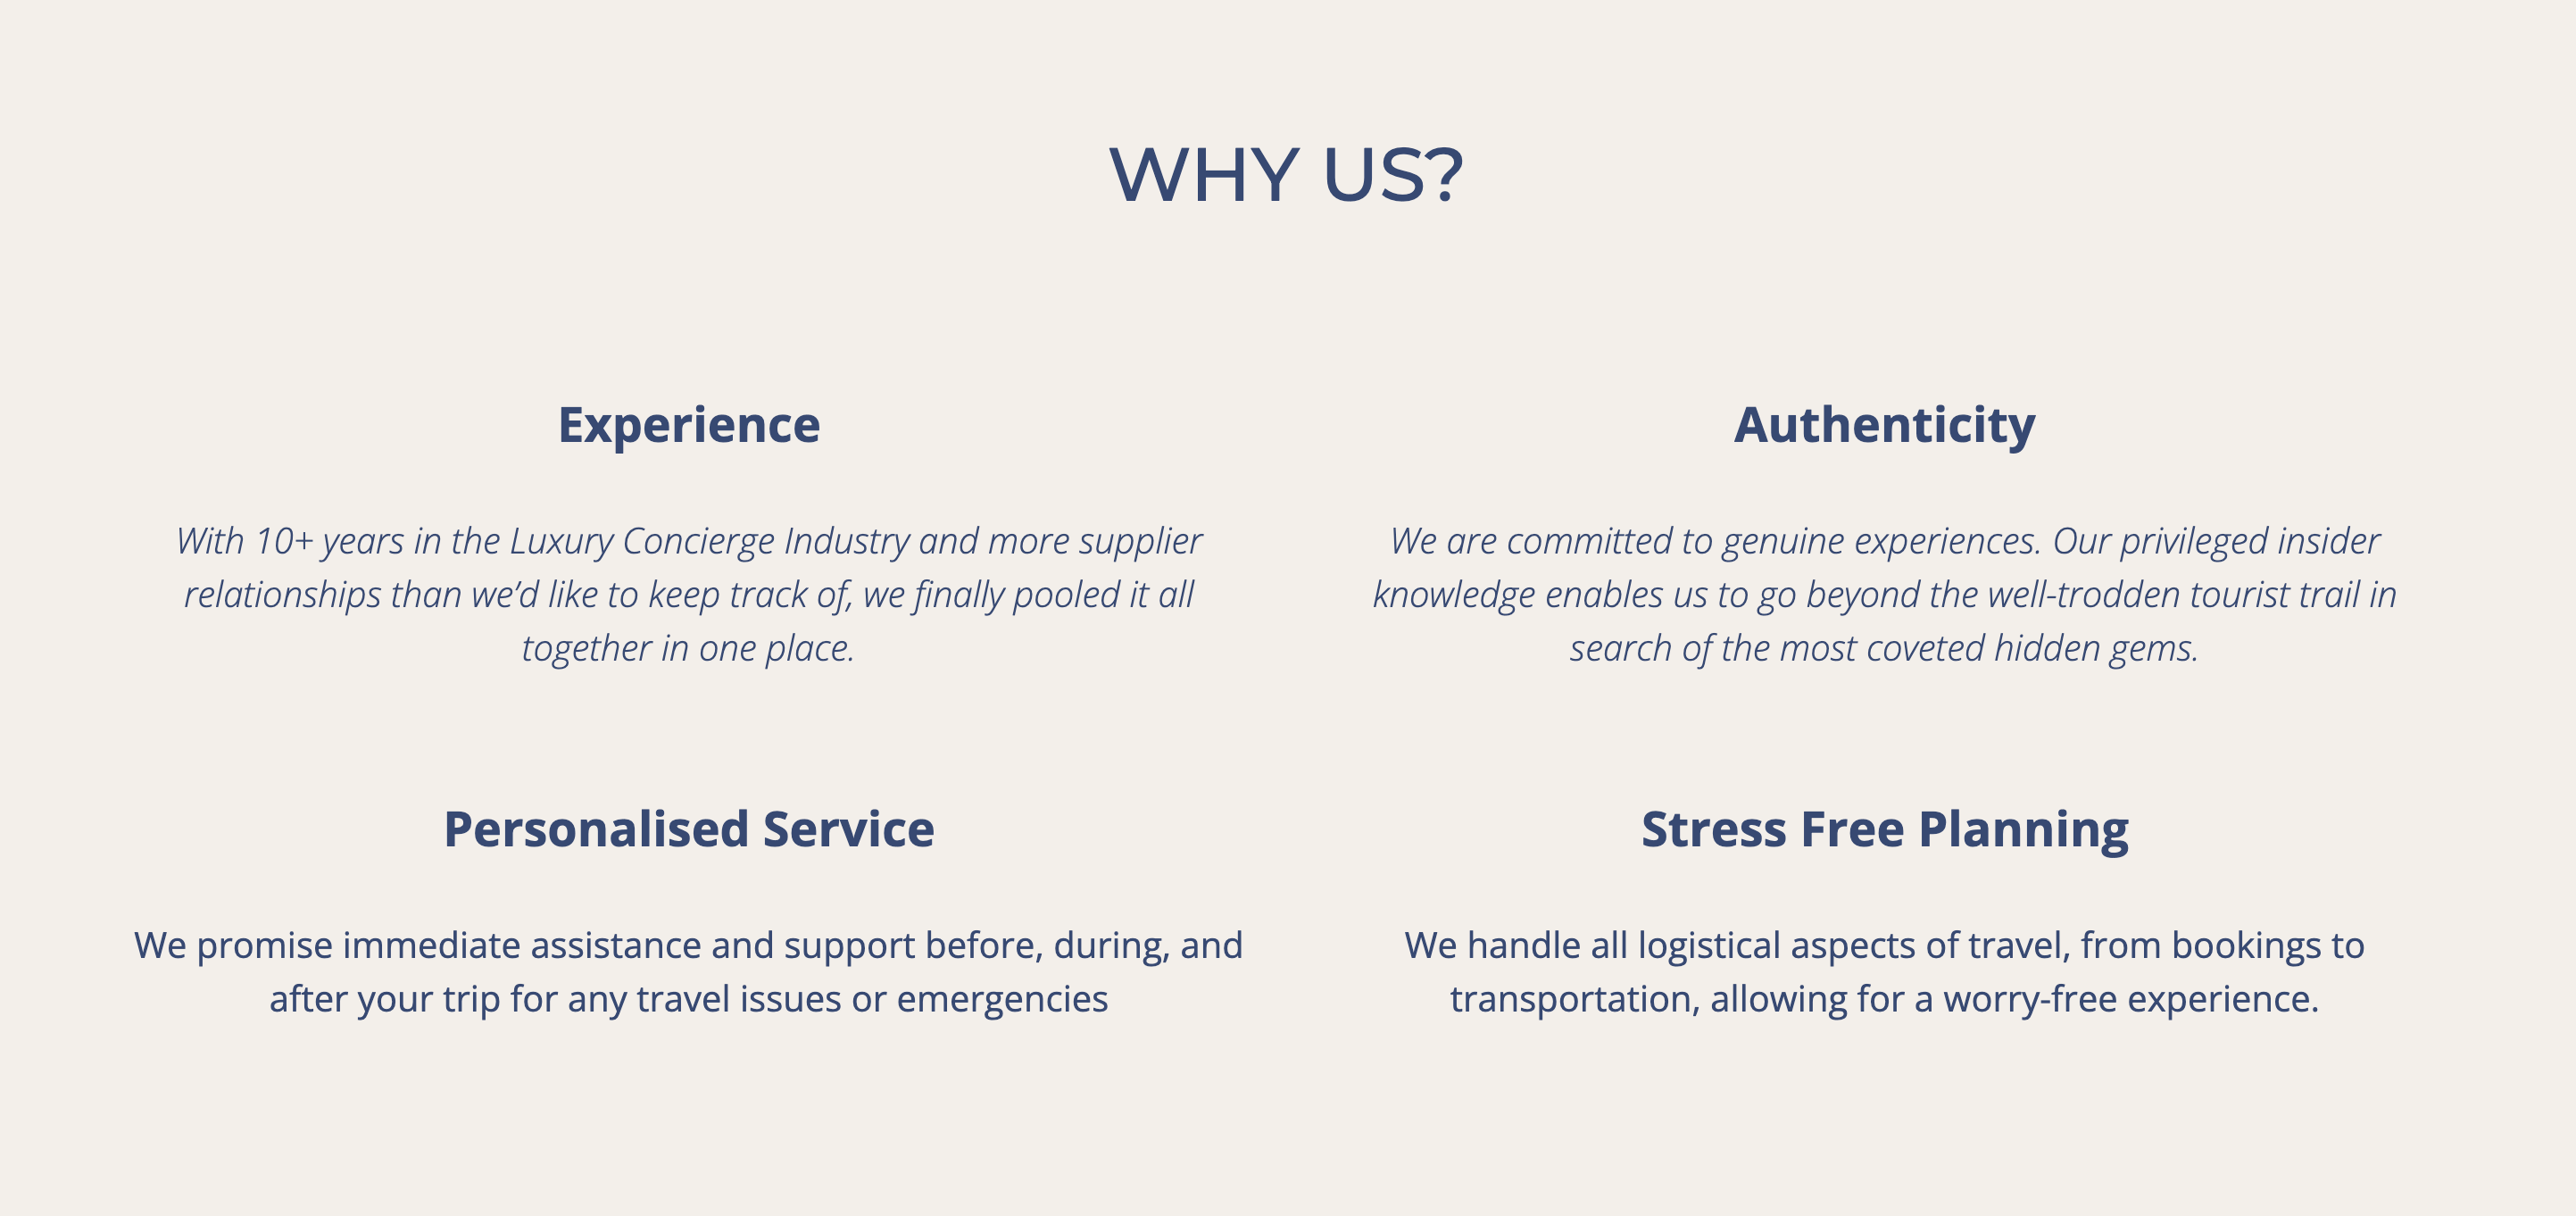 WHY US?
Experience
With 10+ years in the Luxury Concierge Industry and more supplier
relationships than we’d like to keep track of, we finally pooled it all
together in one place.
Authenticity
We are committed to genuine experiences. Our privileged insider
knowledge enables us to go beyond the well-trodden tourist trail in
search of the most coveted hidden gems.
Personalised Service
We promise immediate assistance and support before, during, and
after your trip for any travel issues or emergencies
Stress Free Planning
We handle all logistical aspects of travel, from bookings to
transportation, allowing for a worry-free experience.